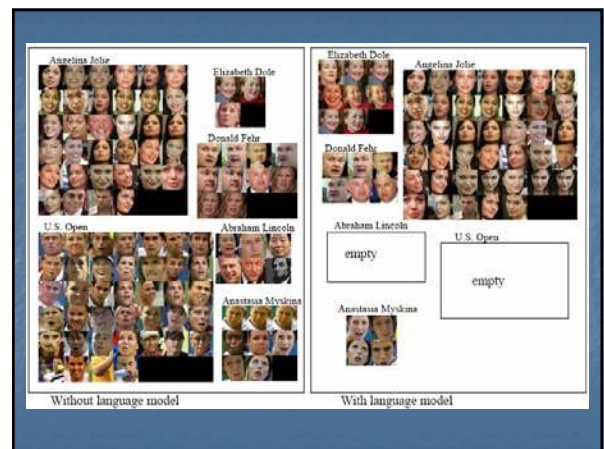 Angelina Jolie
Elizabeth Dole
Donald Fehr
U.S. Open
Abraham Lincoln
Anastasia Myskina
Without language model
Elizabeth Dole
Angelina Jolie
Donald Fehr
Abraham Lincoln
empty
U.S. Open
empty
Anastasia Myskina
With language model